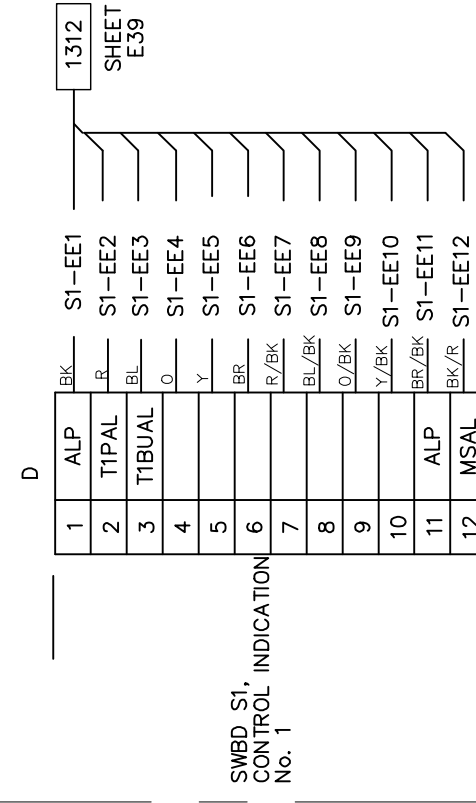 1312
SHEET
E39
D
1 ALP BK S1-EE1
2 T1PAL R S1-EE2
3 T1BUAL BL S1-EE3
4 O S1-EE4
5 Y S1-EE5
6 BR S1-EE6
7 R/BK S1-EE7
8 BL/BK S1-EE8
9 O/BK S1-EE9
10 Y/BK S1-EE10
11 ALP BR/BK S1-EE11
12 MSAL BK/R S1-EE12
SWBD S1,
CONTROL INDICATION
No. 1